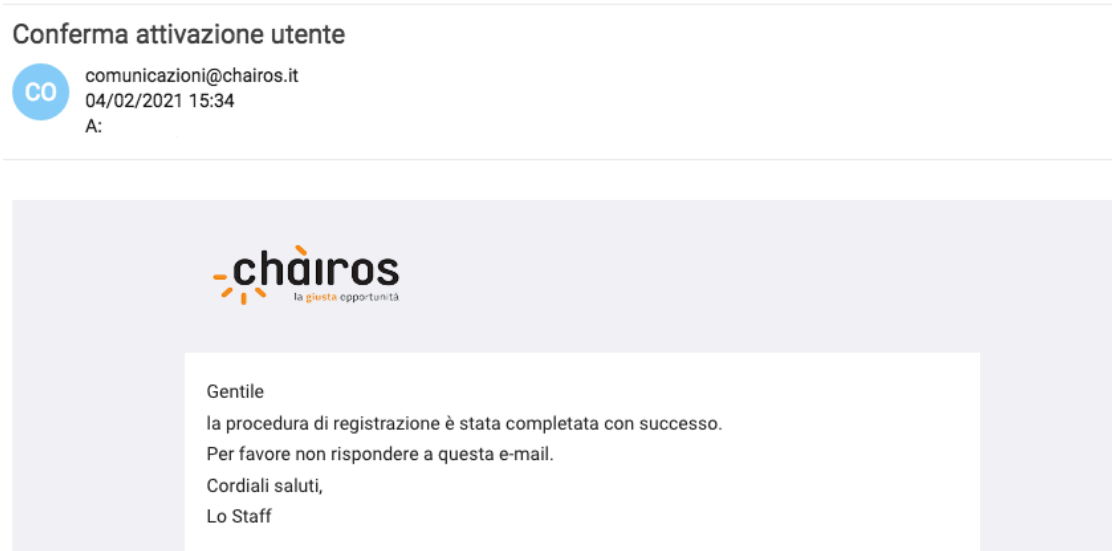 Conferma attivazione utente
CO
comunicazioni@chairos.it
04/02/2021 15:34
A:
chàıros
la giusta opportunità
Gentile
la procedura di registrazione è stata completata con successo.
Per favore non rispondere a questa e-mail.
Cordiali saluti,
Lo Staff